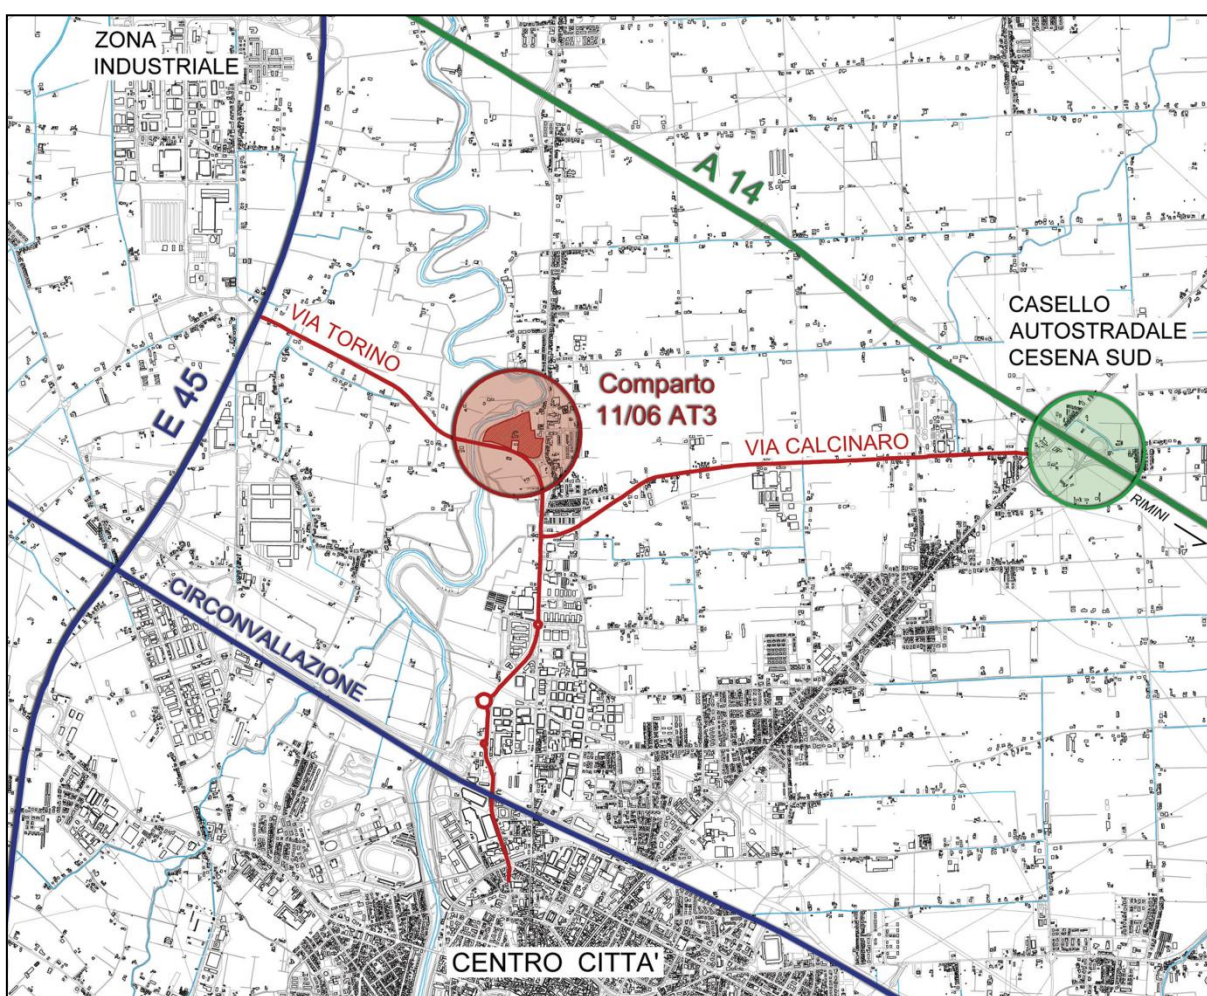 ZONA
INDUSTRIALE
A 14
VIA TORINO
CASELLO
AUTOSTRADALE
CESENA SUD
E 45
Comparto
11/06 AT3
VIA CALCINARO
RIMINI
CIRCONVALLAZIONE
CENTRO CITTA'